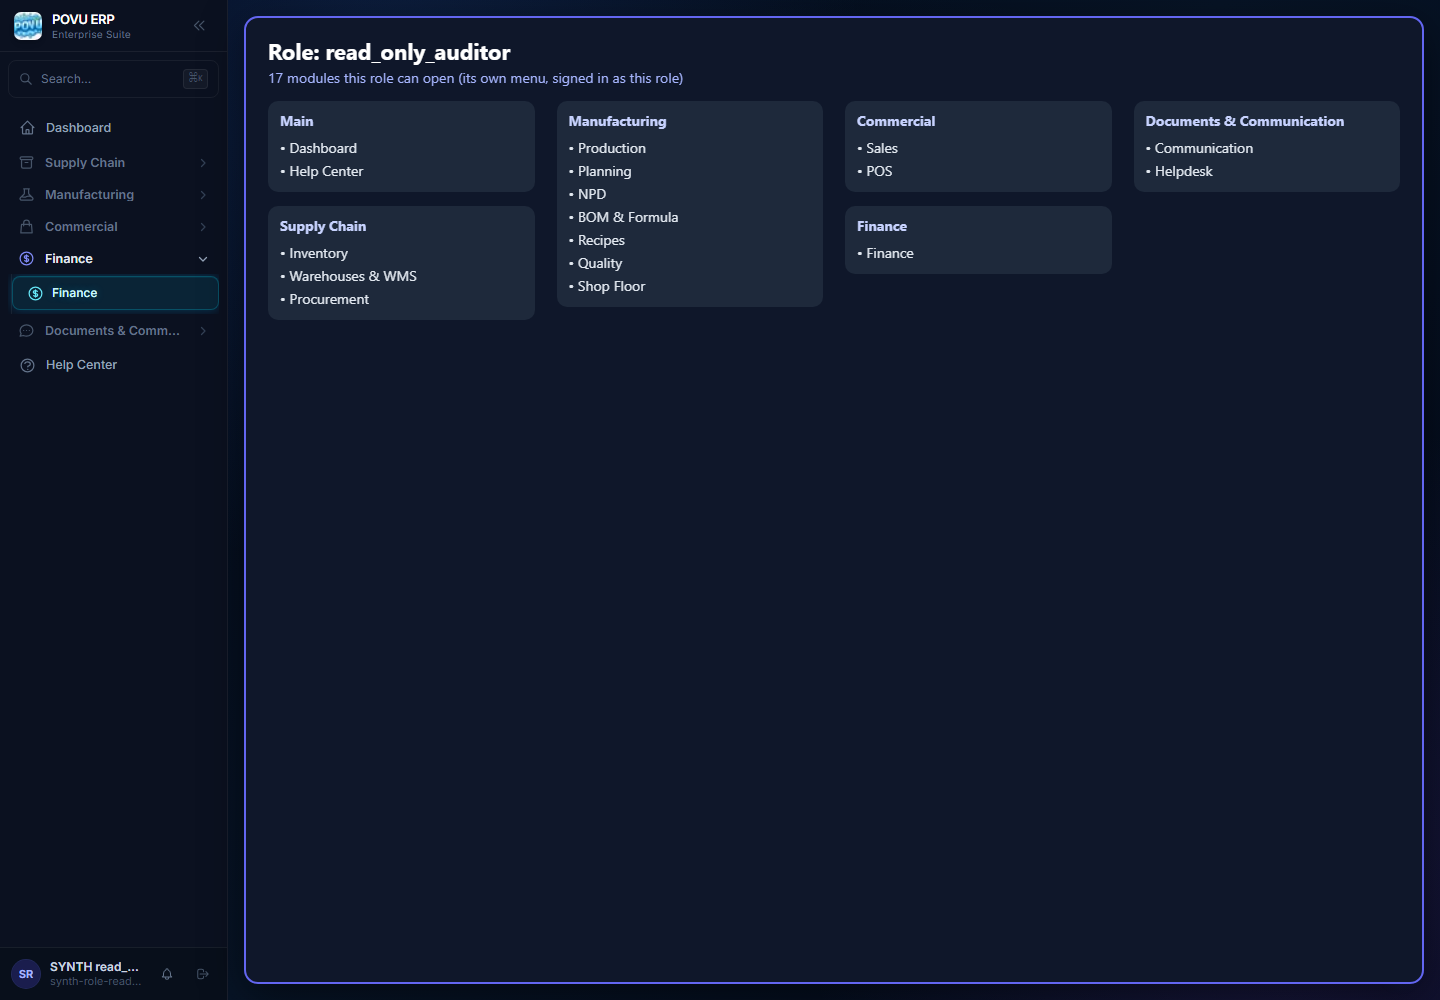 POVU ERP
Enterprise Suite
Search...
⌘K
Dashboard
Supply Chain
Manufacturing
Commercial
Finance
Finance
Documents & Comm...
Help Center
SR
SYNTH read_...
synth-role-read...
Role: read_only_auditor
17 modules this role can open (its own menu, signed in as this role)
Main
• Dashboard
• Help Center
Supply Chain
• Inventory
• Warehouses & WMS
• Procurement
Manufacturing
• Production
• Planning
• NPD
• BOM & Formula
• Recipes
• Quality
• Shop Floor
Commercial
• Sales
• POS
Finance
• Finance
Documents & Communication
• Communication
• Helpdesk